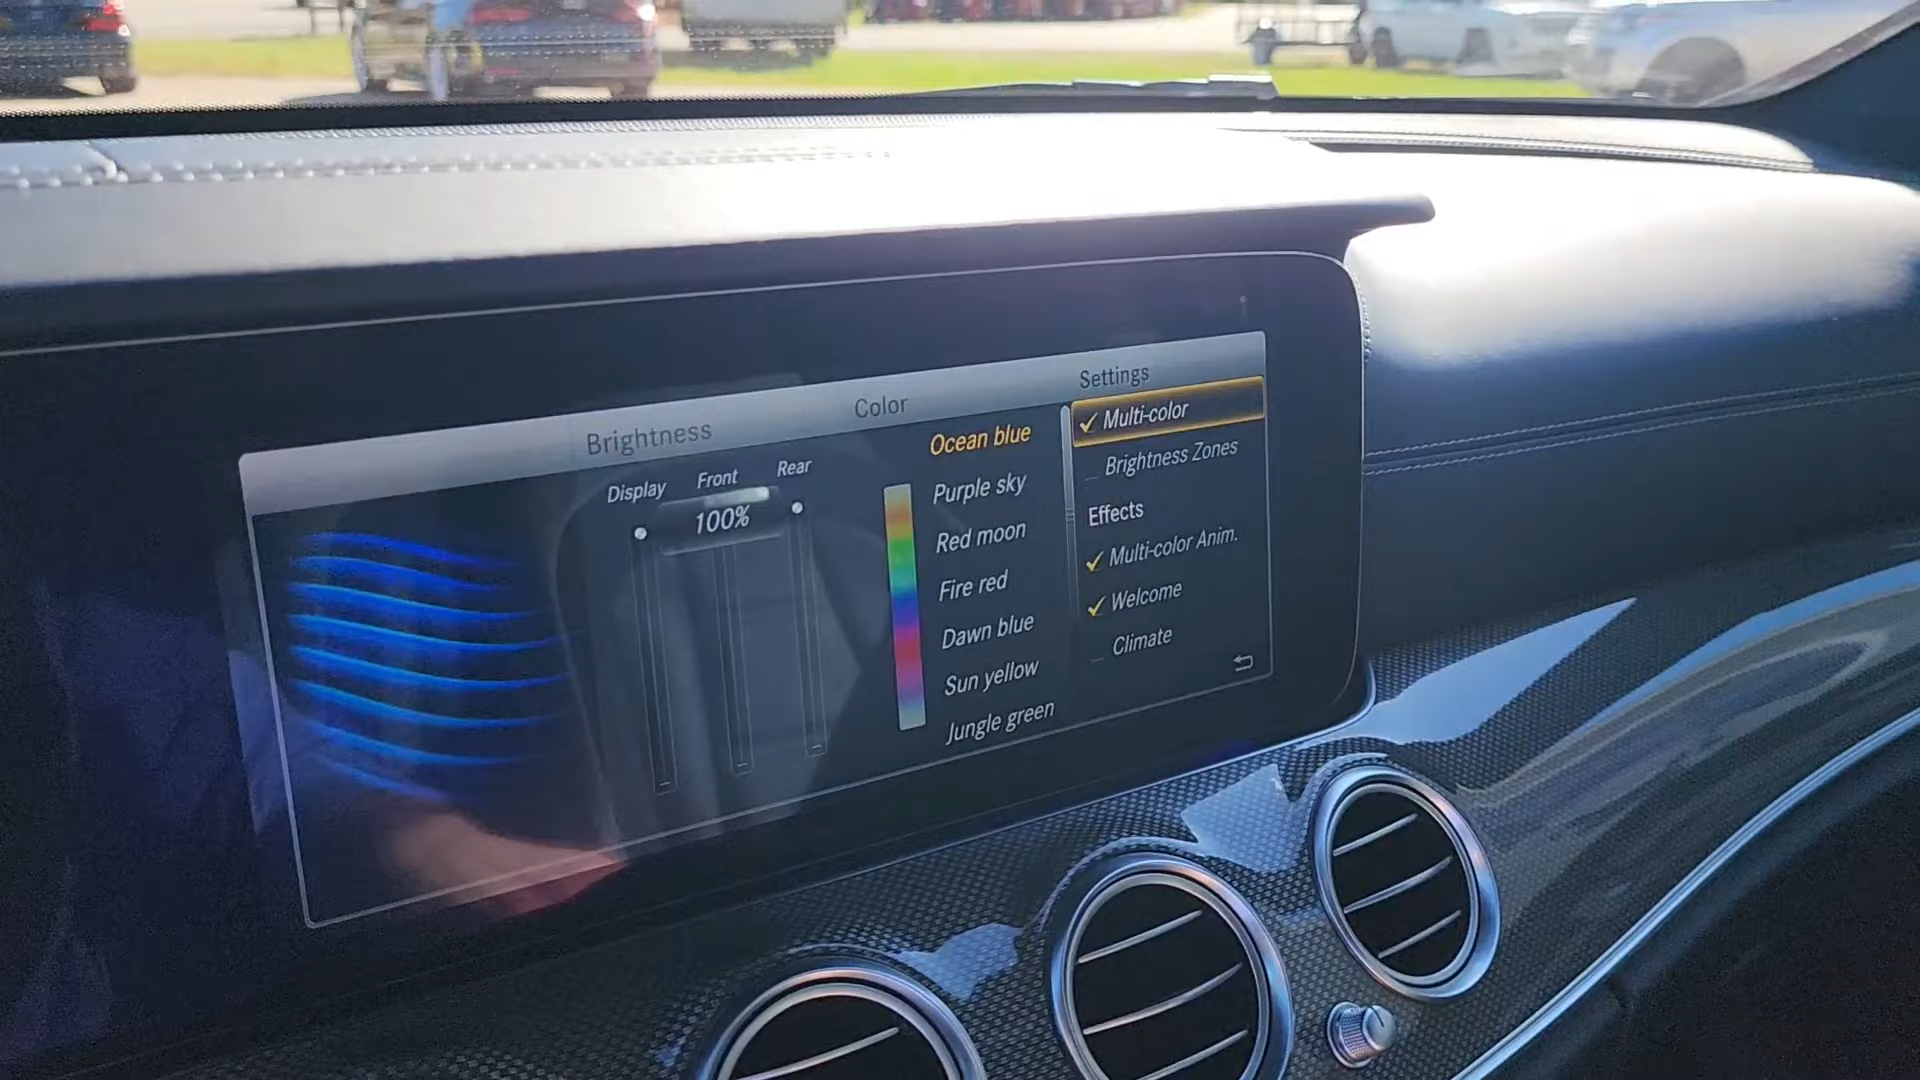 Brightness
Color
Settings
Display
Front
Rear
100%
Ocean blue
Purple sky
Red moon
Fire red
Dawn blue
Sun yellow
Jungle green
Multi-color
Brightness Zones
Effects
Multi-color Anim.
Welcome
Climate